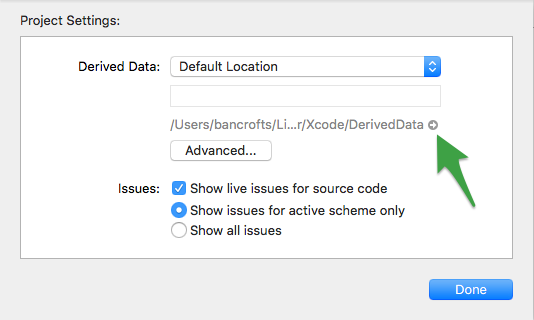 Project Settings:
Derived Data: Default Location
/Users/bancrofts/Li...r/Xcode/DerivedData
Advanced...
Issues: Show live issues for source code
Show issues for active scheme only
Show all issues
Done